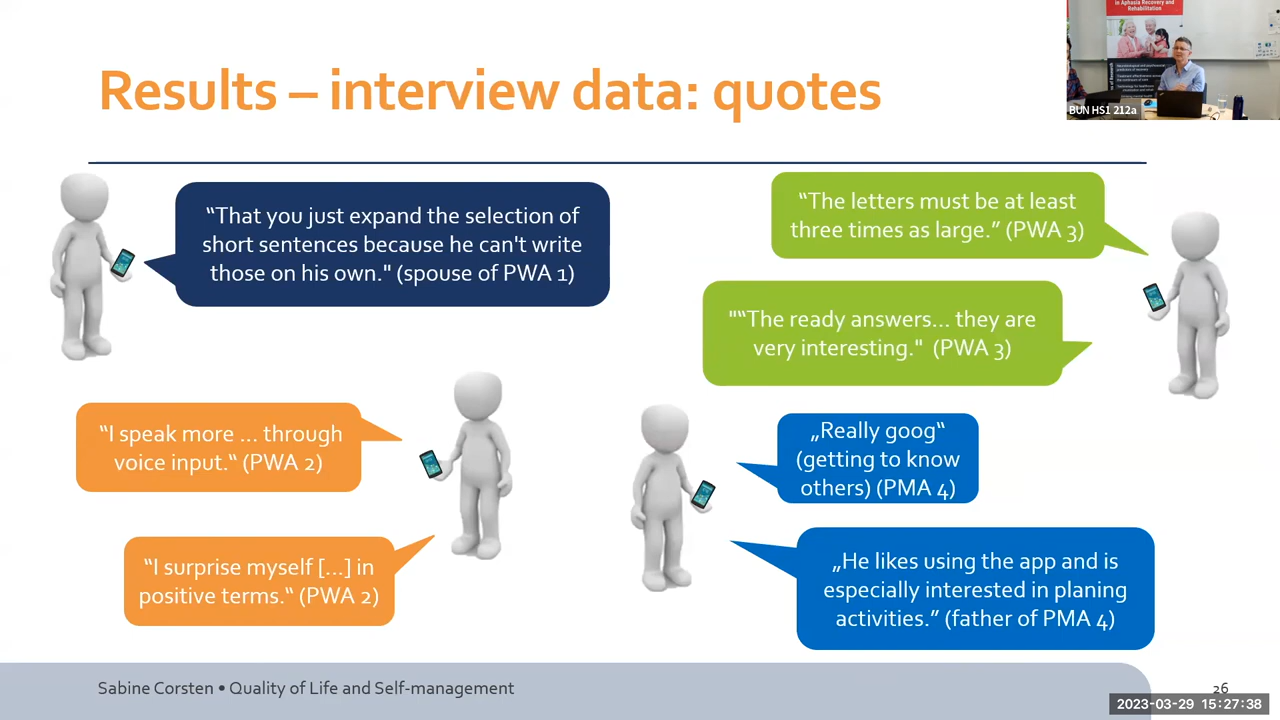 Results – interview data: quotes
in Aphasia Recovery and
Rehabilitation
BUN HS1 212a
“That you just expand the selection of
short sentences because he can't write
those on his own." (spouse of PWA 1)
“The letters must be at least
three times as large.” (PWA 3)
"“The ready answers... they are
very interesting." (PWA 3)
“I speak more ... through
voice input.“ (PWA 2)
„Really goog“
(getting to know
others) (PMA 4)
“I surprise myself [...] in
positive terms.“ (PWA 2)
„He likes using the app and is
especially interested in planing
activities.” (father of PMA 4)
Sabine Corsten • Quality of Life and Self-management
26
2023-03-29 15:27:38